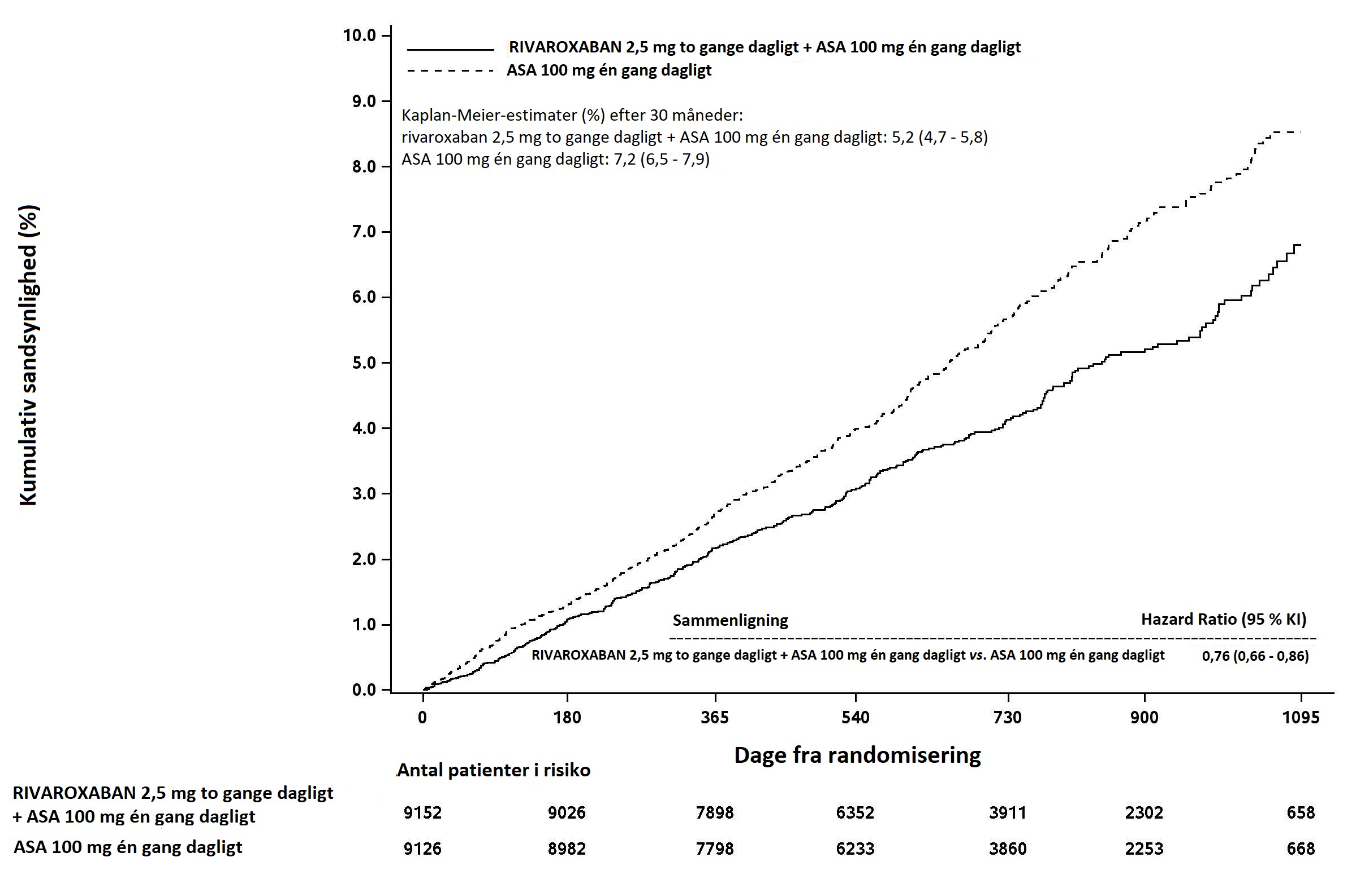 10.0
RIVAROXABAN 2,5 mg to gange dagligt + ASA 100 mg én gang dagligt
ASA 100 mg én gang dagligt
9.0
Kaplan-Meier-estimater (%) efter 30 måneder:
rivaroxaban 2,5 mg to gange dagligt + ASA 100 mg én gang dagligt: 5,2 (4,7 - 5,8)
ASA 100 mg én gang dagligt: 7,2 (6,5 - 7,9)
8.0
7.0
6.0
5.0
4.0
3.0
2.0
1.0
0.0
Kumulativ sandsynlighed (%)
Sammenligning Hazard Ratio (95 % KI)
RIVAROXABAN 2,5 mg to gange dagligt + ASA 100 mg én gang dagligt vs. ASA 100 mg én gang dagligt 0,76 (0,66 - 0,86)
0 180 365 540 730 900 1095
Dage fra randomisering
Antal patienter i risiko
RIVAROXABAN 2,5 mg to gange dagligt
+ ASA 100 mg én gang dagligt
9152 9026 7898 6352 3911 2302 658
ASA 100 mg én gang dagligt 9126 8982 7798 6233 3860 2253 668